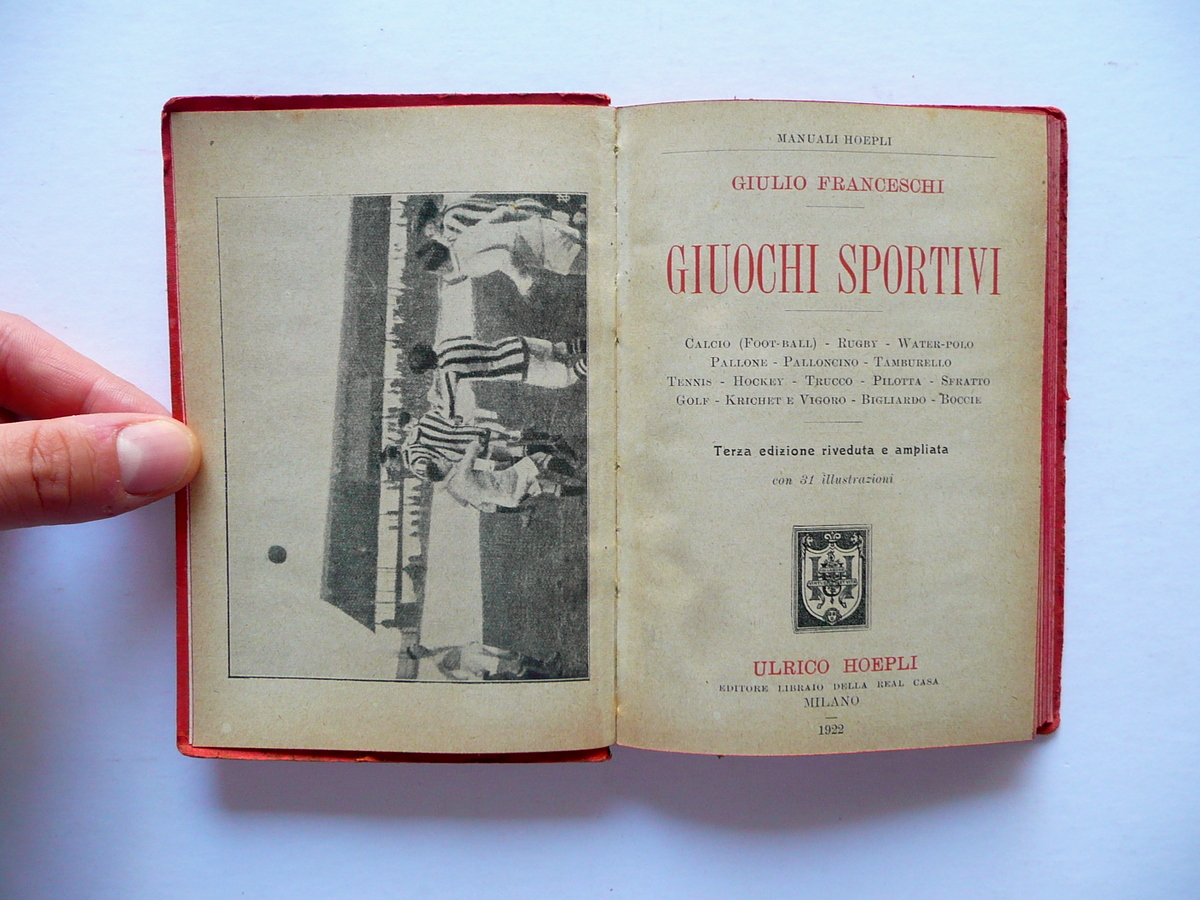 MANUALI HOEPLI
GIULIO FRANCESCHI
GIUOCHI SPORTIVI
CALCIO (FOOT-BALL) - RUGBY - WATER-POLO
PALLONE - PALLONCINO - TAMBURELLO
TENNIS - HOCKEY - TRUCCO - PILOTTA - SFRATTO
GOLF - KRICHET E VIGORO - BIGLIARDO - BOCCIE
Terza edizione riveduta e ampliata
con 31 illustrazioni
ULRICO HOEPLI
EDITORE LIBRAIO DELLA REAL CASA
MILANO
1922